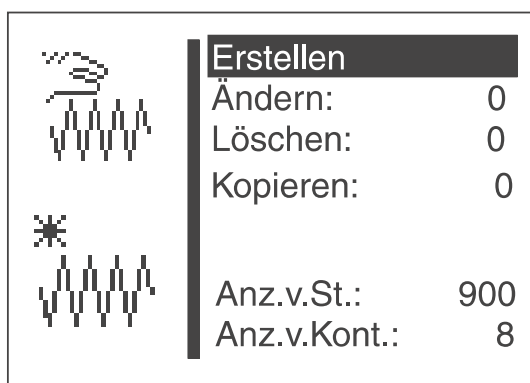 Erstellen
Ändern: 0
Löschen: 0
Kopieren: 0
Anz.v.St.: 900
Anz.v.Kont.: 8